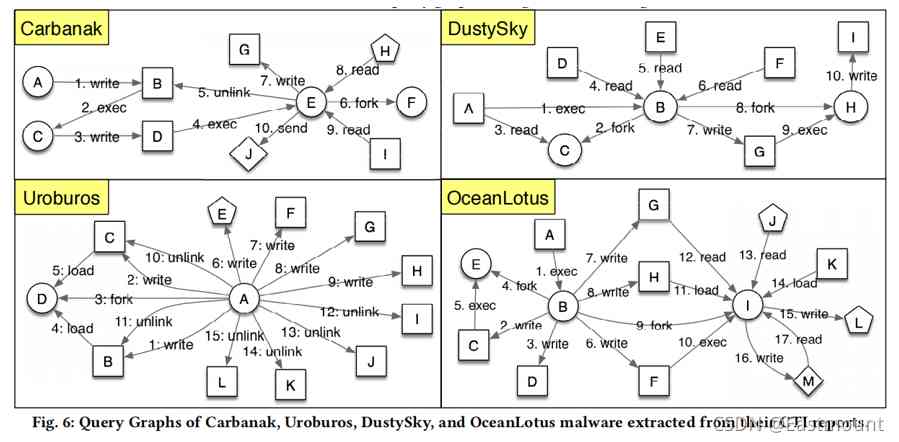 Carbanak
G
H
A
1. write
B
7. write
8. read
5. unlink
E
6. fork
F
2. exec
C
3. write
D
4. exec
10. send
9. read
J
I
DustySky
E
I
D
F
5. read
4. read
6. read
10. write
A
1. exec
B
8. fork
H
3. read
2. fork
7. write
9. exec
C
G
Uroburos
E
F
G
C
10: unlink
7: write
6: write
8: write
5: load
2: write
9: write
H
D
3: fork
A
12: unlink
I
4: load
11: unlink
15: unlink
13: unlink
1: write
14: unlink
B
L
K
J
OceanLotus
G
J
A
E
1. exec
7. write
12. read
13. read
K
4. fork
8. write
H
11. load
14. load
5. exec
B
I
15. write
L
2. write
9. fork
17. read
C
3. write
6. write
10. exec
16. write
D
F
M
Fig. 6: Query Graphs of Carbanak, Uroburos, DustySky, and OceanLotus malware extracted from their CTI reports.
CSDN @Eastmount